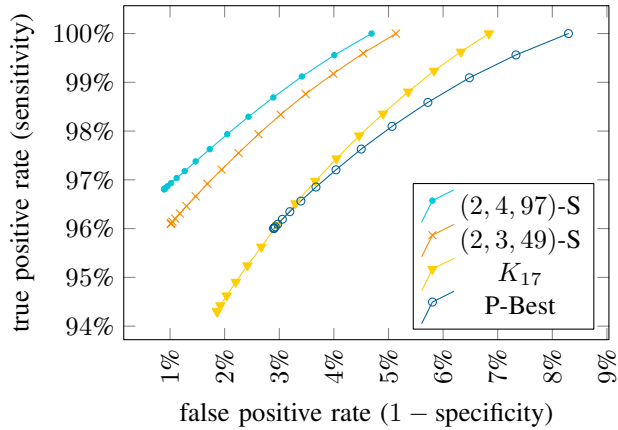 true positive rate (sensitivity)
100%
99%
98%
97%
96%
95%
94%
(2, 4, 97)-S
(2, 3, 49)-S
K₁₇
P-Best
1%
2%
3%
4%
5%
6%
7%
8%
9%
false positive rate (1 − specificity)